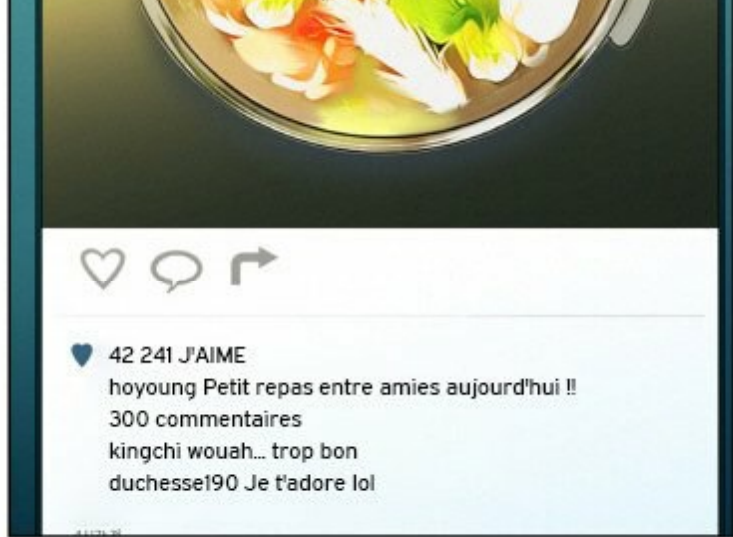 42 241 J'AIME
hoyoung Petit repas entre amies aujourd'hui !!
300 commentaires
kingchi wouah... trop bon
duchesse190 Je t'adore lol